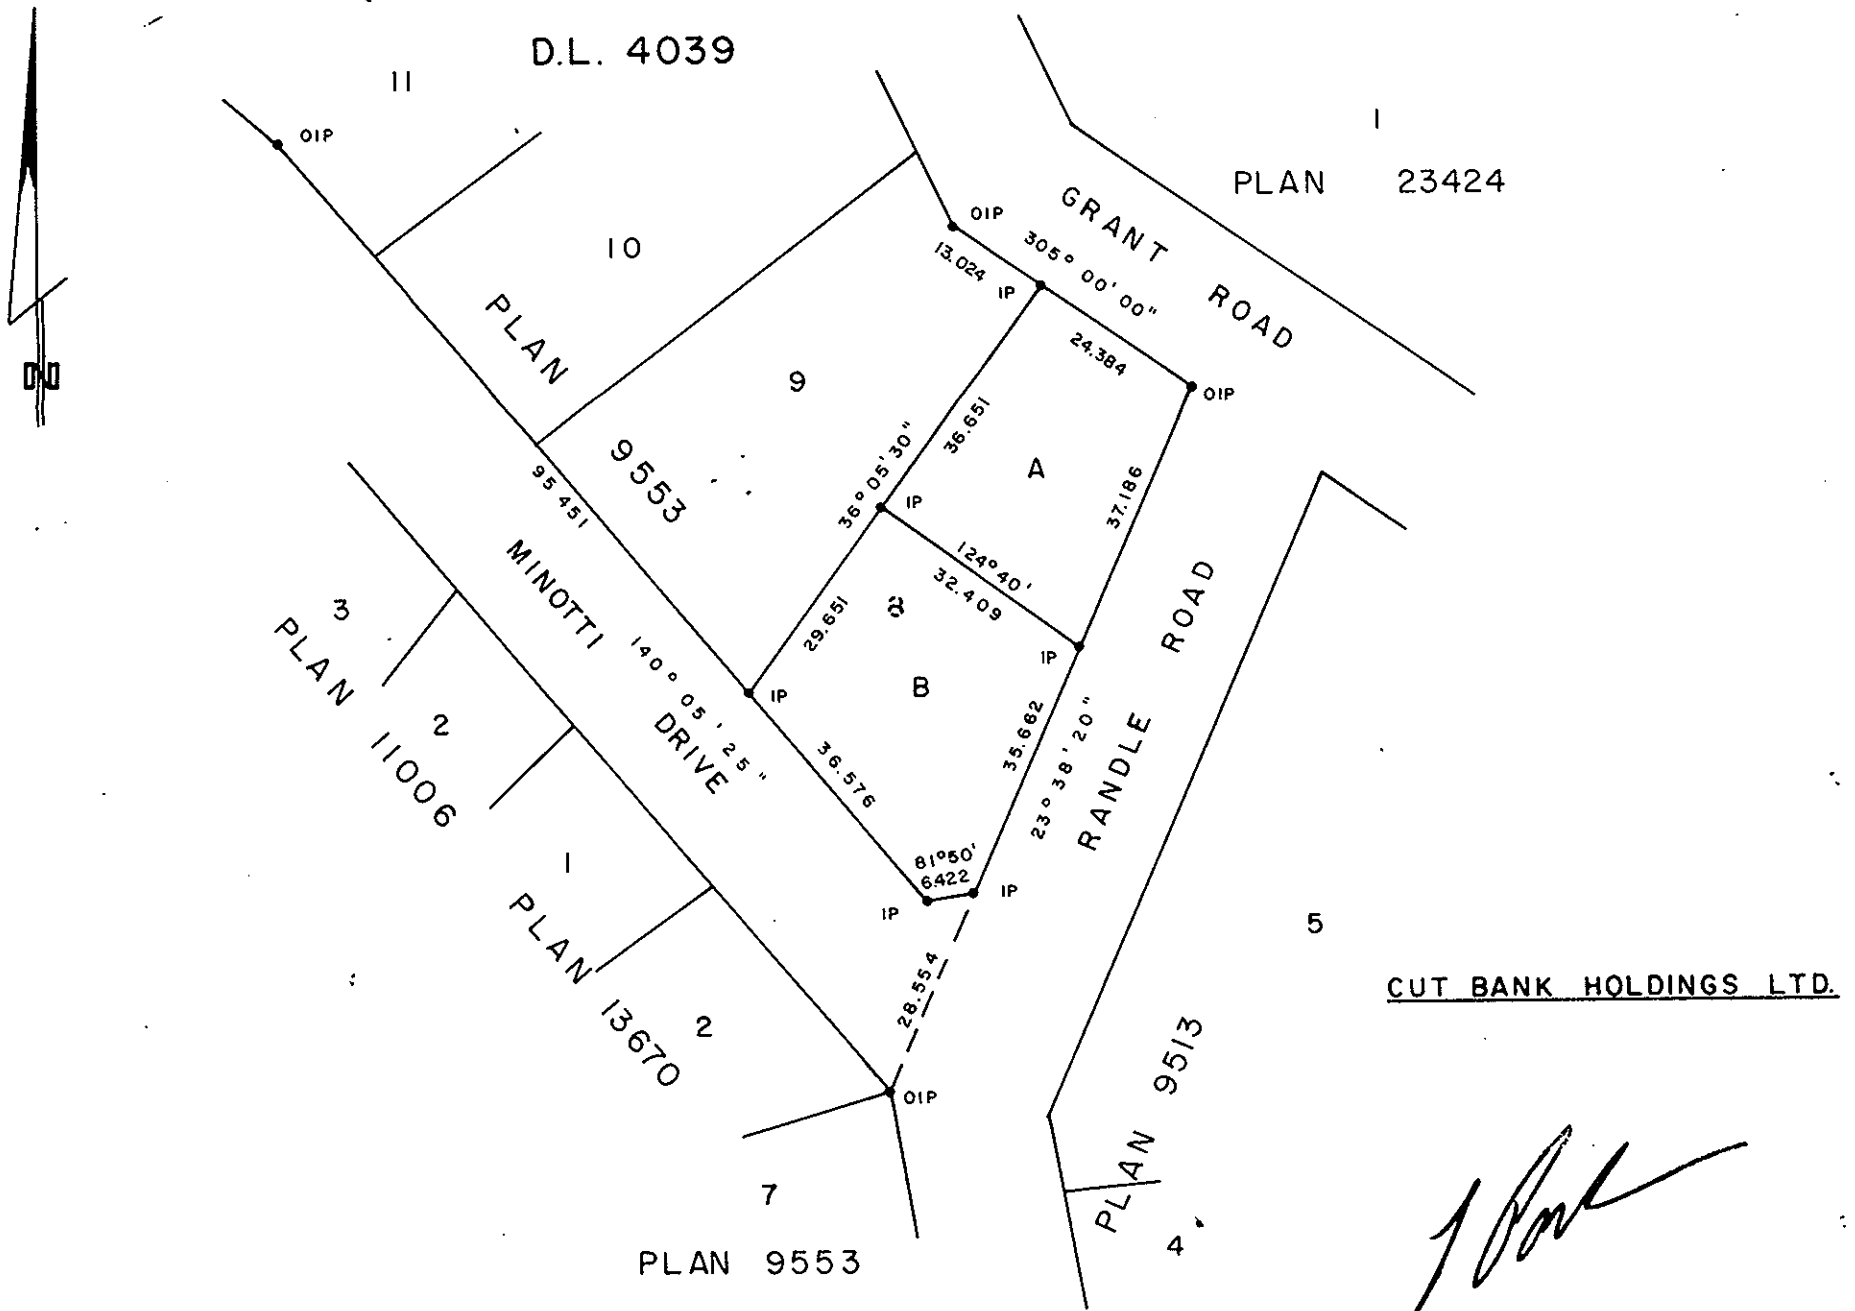 D.L. 4039
11
OIP
1
PLAN 23424
GRANT ROAD
OIP
305° 00' 00"
13.024
IP
10
PLAN
9553
24.384
OIP
9
36.651
36° 05' 30"
A
37.186
IP
95.451
124° 40'
32.409
8
29.651
MINOTTI
DRIVE
140° 05' 25"
3
PLAN 11006
2
IP
RANDLE ROAD
IP
B
35.662
23° 38' 20"
36.576
81°50'
6.422
IP
IP
1
PLAN 13670
2
28.554
5
CUT BANK HOLDINGS LTD.
OIP
PLAN 9513
7
4
PLAN 9553